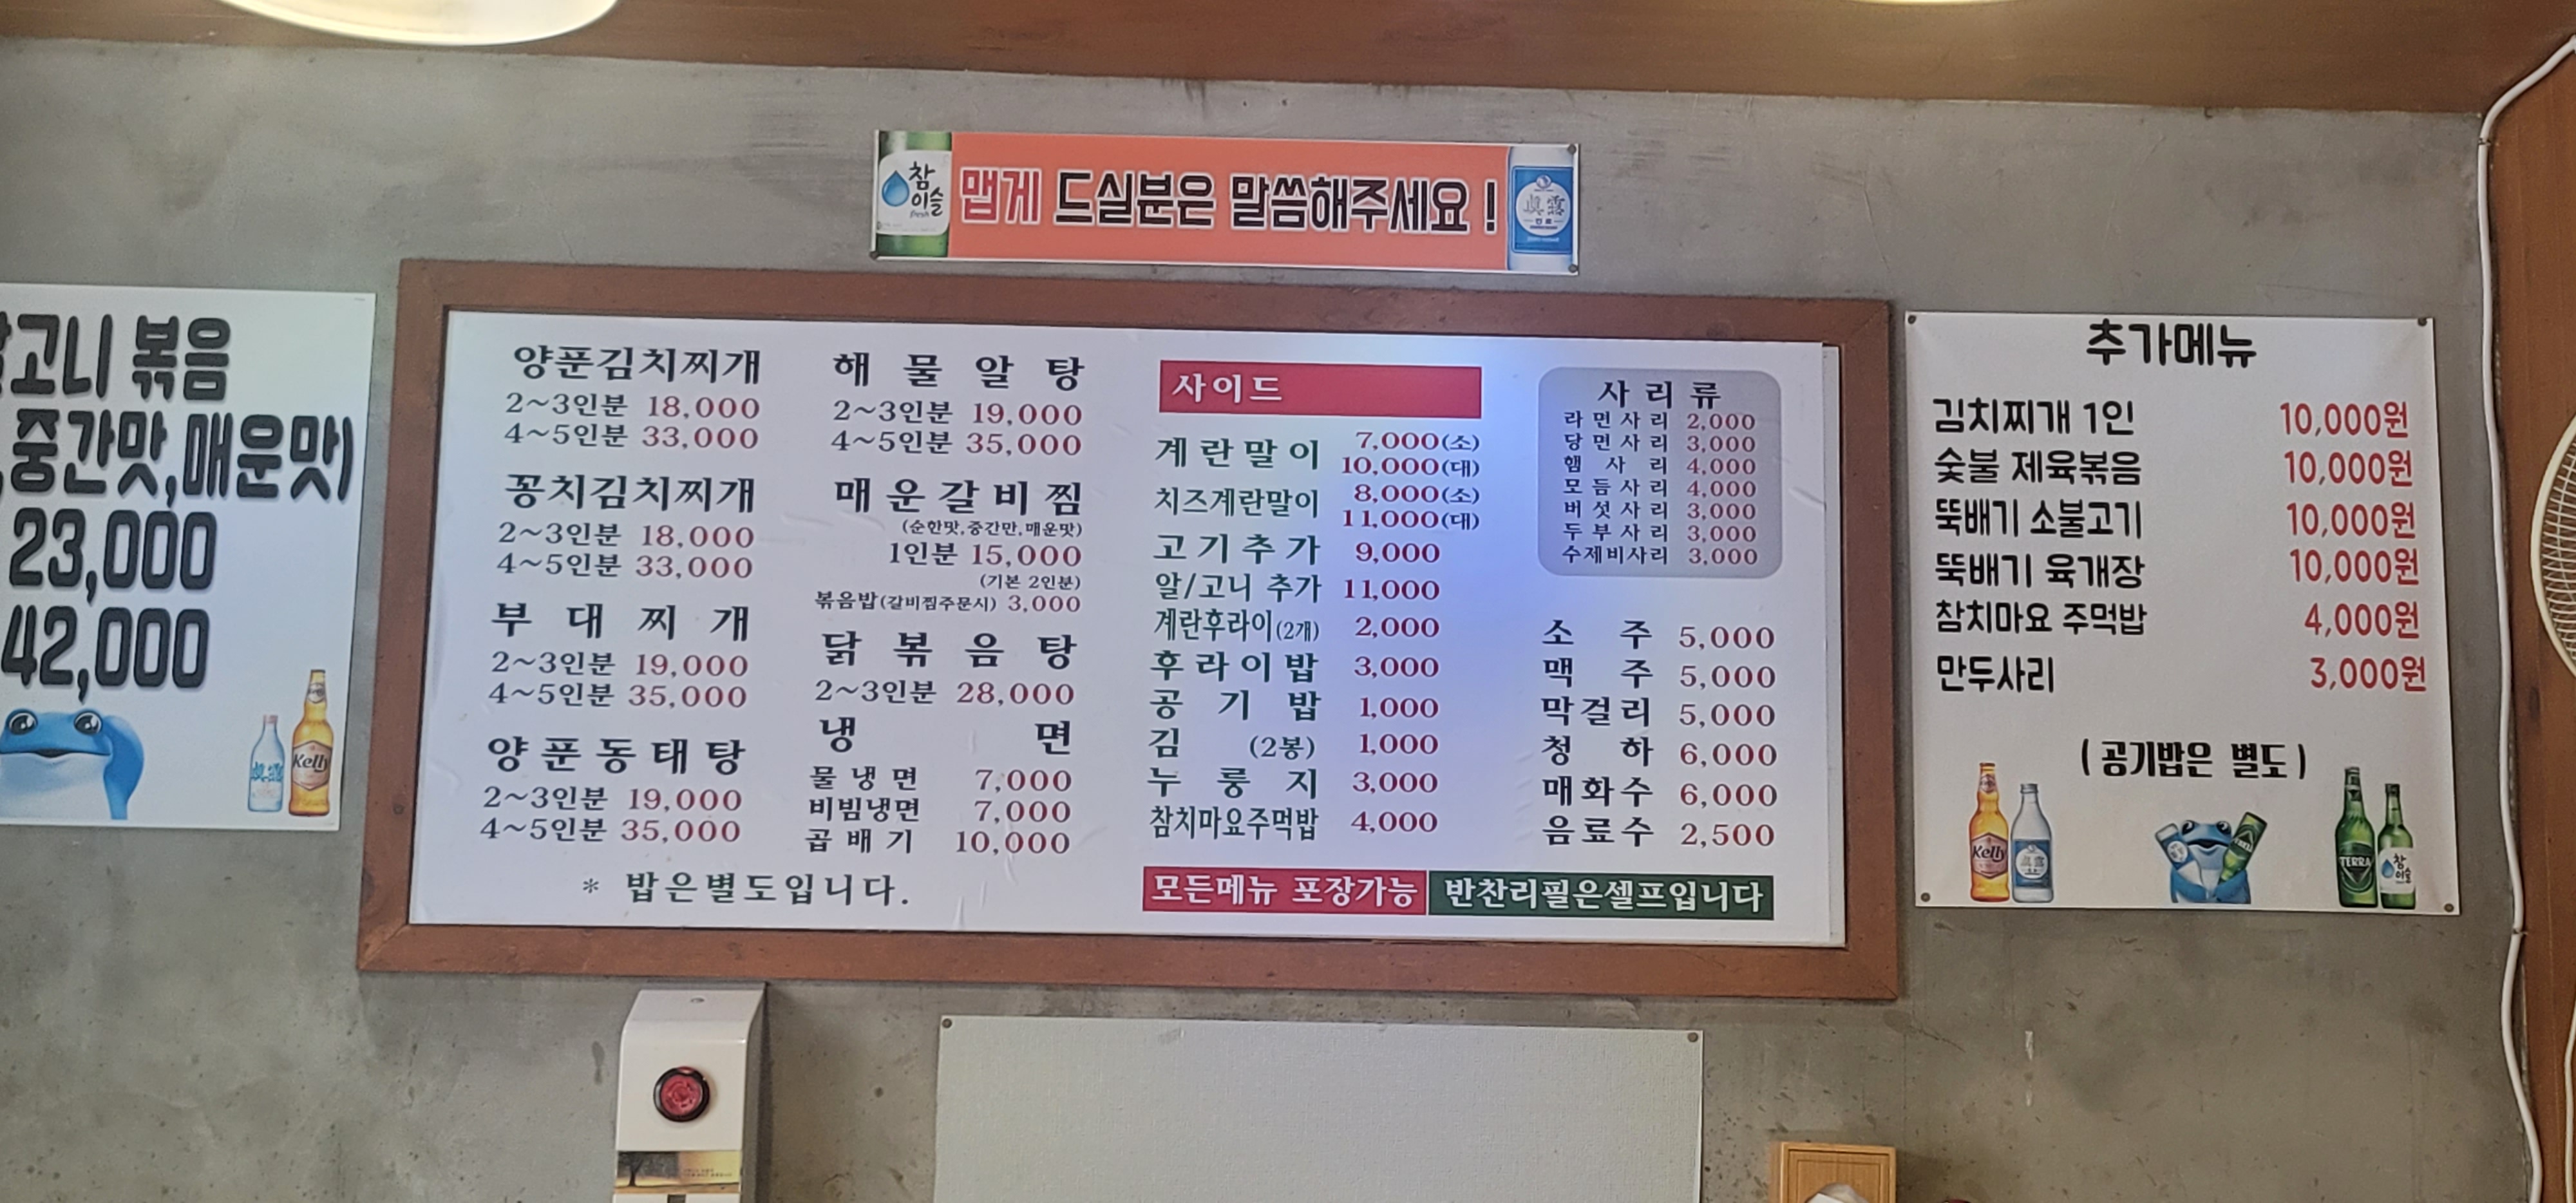 참
이슬
fresh
맵게 드실분은 말씀해주세요 !
眞露
고니 볶음
중간맛,매운맛)
23,000
42,000
眞露
Kelly
양푼김치찌개
2~3인분 18,000
4~5인분 33,000
꽁치김치찌개
2~3인분 18,000
4~5인분 33,000
부 대 찌 개
2~3인분 19,000
4~5인분 35,000
양푼동태탕
2~3인분 19,000
4~5인분 35,000
* 밥은별도입니다.
해 물 알 탕
2~3인분 19,000
4~5인분 35,000
매운갈비찜
(순한맛,중간만,매운맛)
1인분 15,000
(기본 2인분)
볶음밥(갈비찜주문시) 3,000
닭 볶 음 탕
2~3인분 28,000
냉 면
물 냉 면 7,000
비빔냉면 7,000
곱 배 기 10,000
사이드
계란말이 7,000(소)
10,000(대)
치즈계란말이 8,000(소)
11,000(대)
고기추가 9,000
알/고니 추가 11,000
계란후라이(2개) 2,000
후라이밥 3,000
공 기 밥 1,000
김 (2봉) 1,000
누 룽 지 3,000
참치마요주먹밥 4,000
모든메뉴 포장가능
사 리 류
라면사리 2,000
당면사리 3,000
햄 사 리 4,000
모듬사리 4,000
버섯사리 3,000
두부사리 3,000
수제비사리 3,000
소 주 5,000
맥 주 5,000
막걸리 5,000
청 하 6,000
매화수 6,000
음료수 2,500
반찬리필은셀프입니다
추가메뉴
김치찌개 1인 10,000원
숯불 제육볶음 10,000원
뚝배기 소불고기 10,000원
뚝배기 육개장 10,000원
참치마요 주먹밥 4,000원
만두사리 3,000원
( 공기밥은 별도 )
Kelly
眞露
TERRA
참
이슬